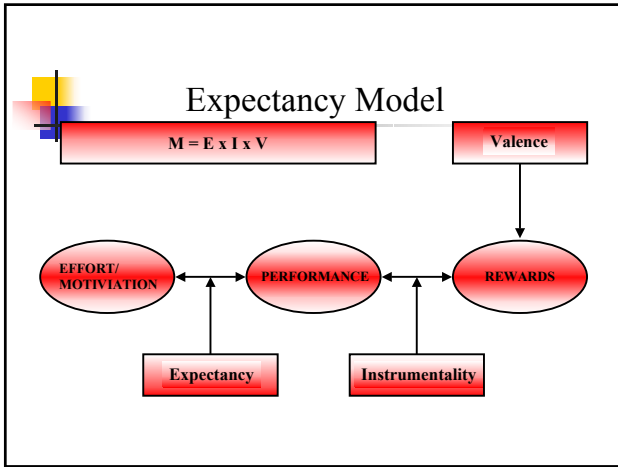 Expectancy Model
M = E x I x V
Valence
EFFORT/
MOTIVIATION
PERFORMANCE
REWARDS
Expectancy
Instrumentality